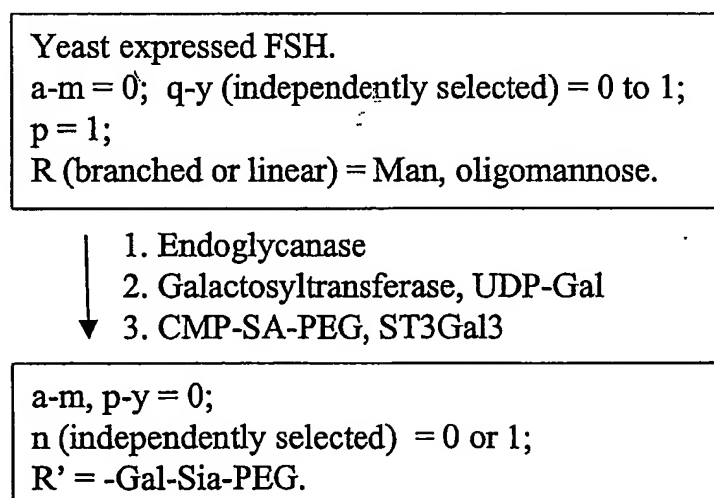 Yeast expressed FSH.
a-m = 0; q-y (independently selected) = 0 to 1;
p = 1;
R (branched or linear) = Man, oligomannose.
1. Endoglycanase
2. Galactosyltransferase, UDP-Gal
3. CMP-SA-PEG, ST3Gal3
a-m, p-y = 0;
n (independently selected) = 0 or 1;
R' = -Gal-Sia-PEG.